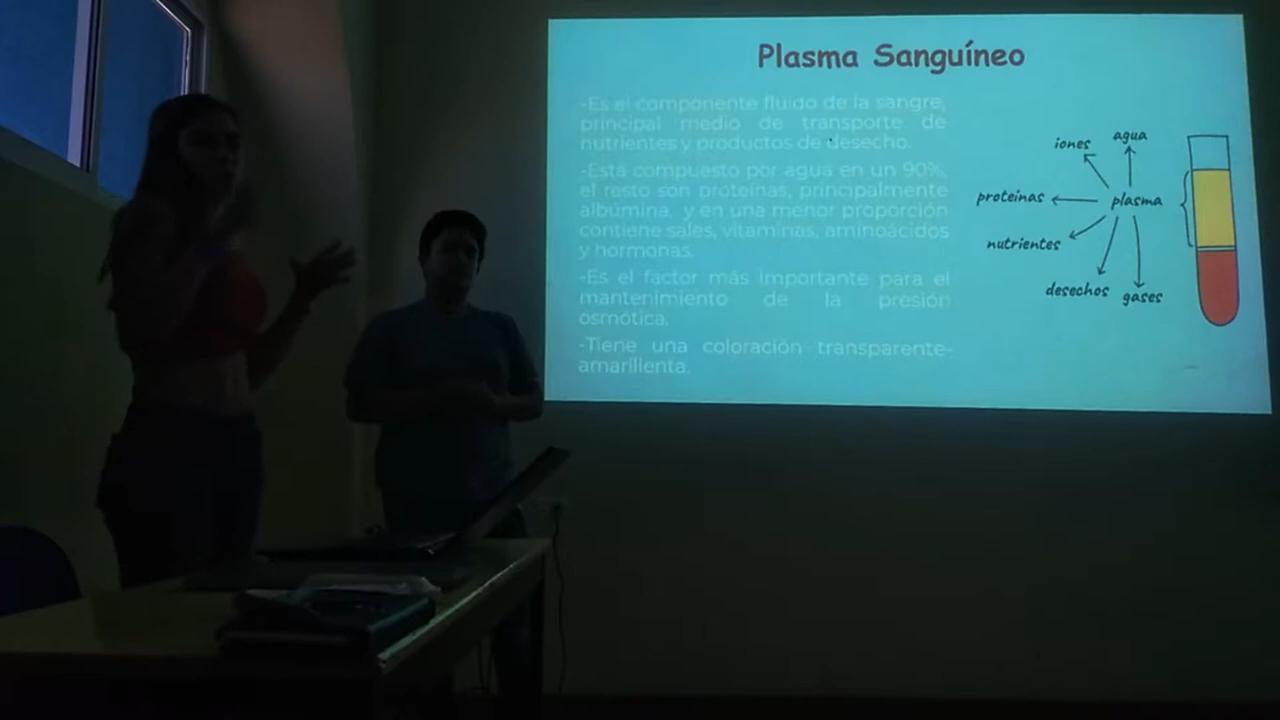 Plasma Sanguíneo
-Es el componente fluido de la sangre,
principal medio de transporte de
nutrientes y productos de desecho.
-Está compuesto por agua en un 90%,
el resto son proteínas, principalmente
albúmina, y en una menor proporción
contiene sales, vitaminas, aminoácidos
y hormonas.
-Es el factor más importante para el
mantenimiento de la presión
osmótica.
-Tiene una coloración transparente-
amarillenta.
iones
agua
proteínas
plasma
nutrientes
desechos
gases